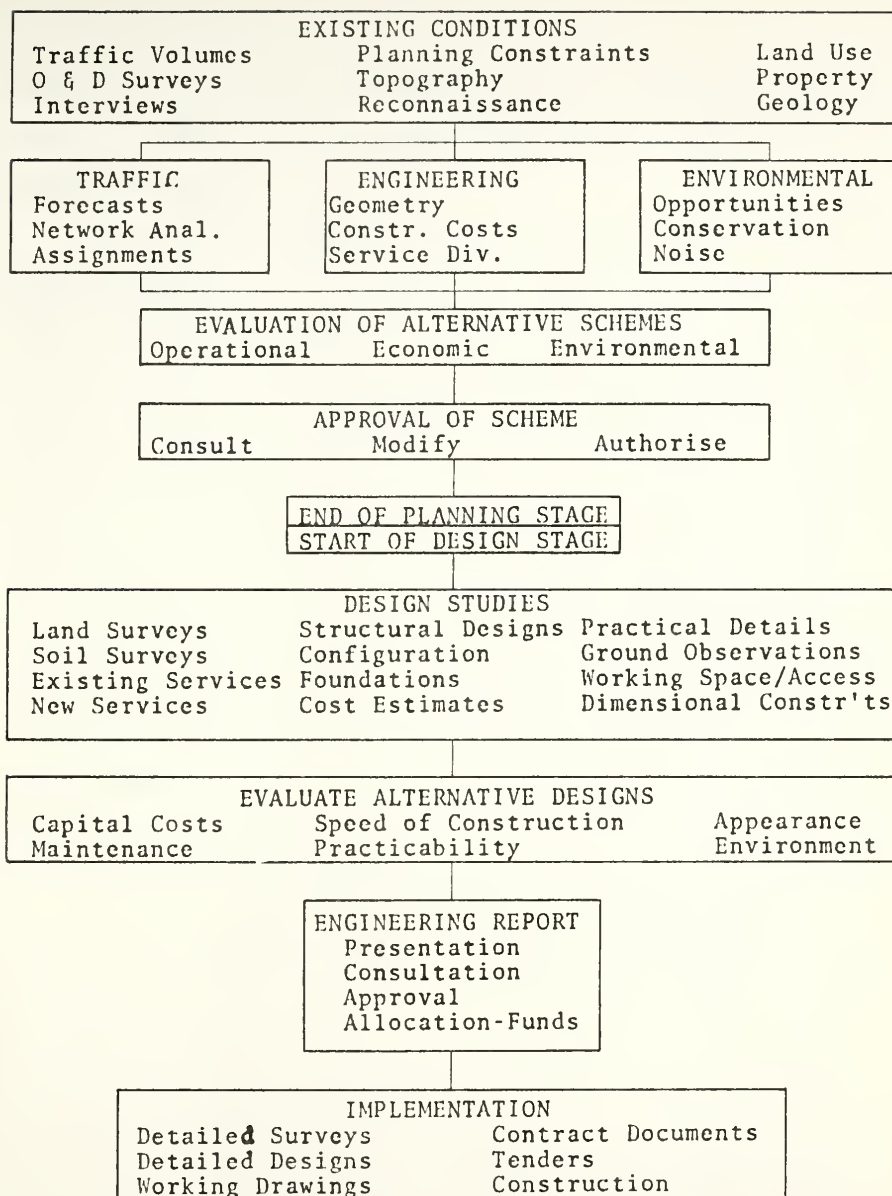 EXISTING CONDITIONS
Traffic Volumes Planning Constraints Land Use
O & D Surveys Topography Property
Interviews Reconnaissance Geology
TRAFFIC ENGINEERING ENVIRONMENTAL
Forecasts Geometry Opportunities
Network Anal. Constr. Costs Conservation
Assignments Service Div. Noise
EVALUATION OF ALTERNATIVE SCHEMES
Operational Economic Environmental
APPROVAL OF SCHEME
Consult Modify Authorise
END OF PLANNING STAGE
START OF DESIGN STAGE
DESIGN STUDIES
Land Surveys Structural Designs Practical Details
Soil Surveys Configuration Ground Observations
Existing Services Foundations Working Space/Access
New Services Cost Estimates Dimensional Constr'ts
EVALUATE ALTERNATIVE DESIGNS
Capital Costs Speed of Construction Appearance
Maintenance Practicability Environment
ENGINEERING REPORT
Presentation
Consultation
Approval
Allocation-Funds
IMPLEMENTATION
Detailed Surveys Contract Documents
Detailed Designs Tenders
Working Drawings Construction